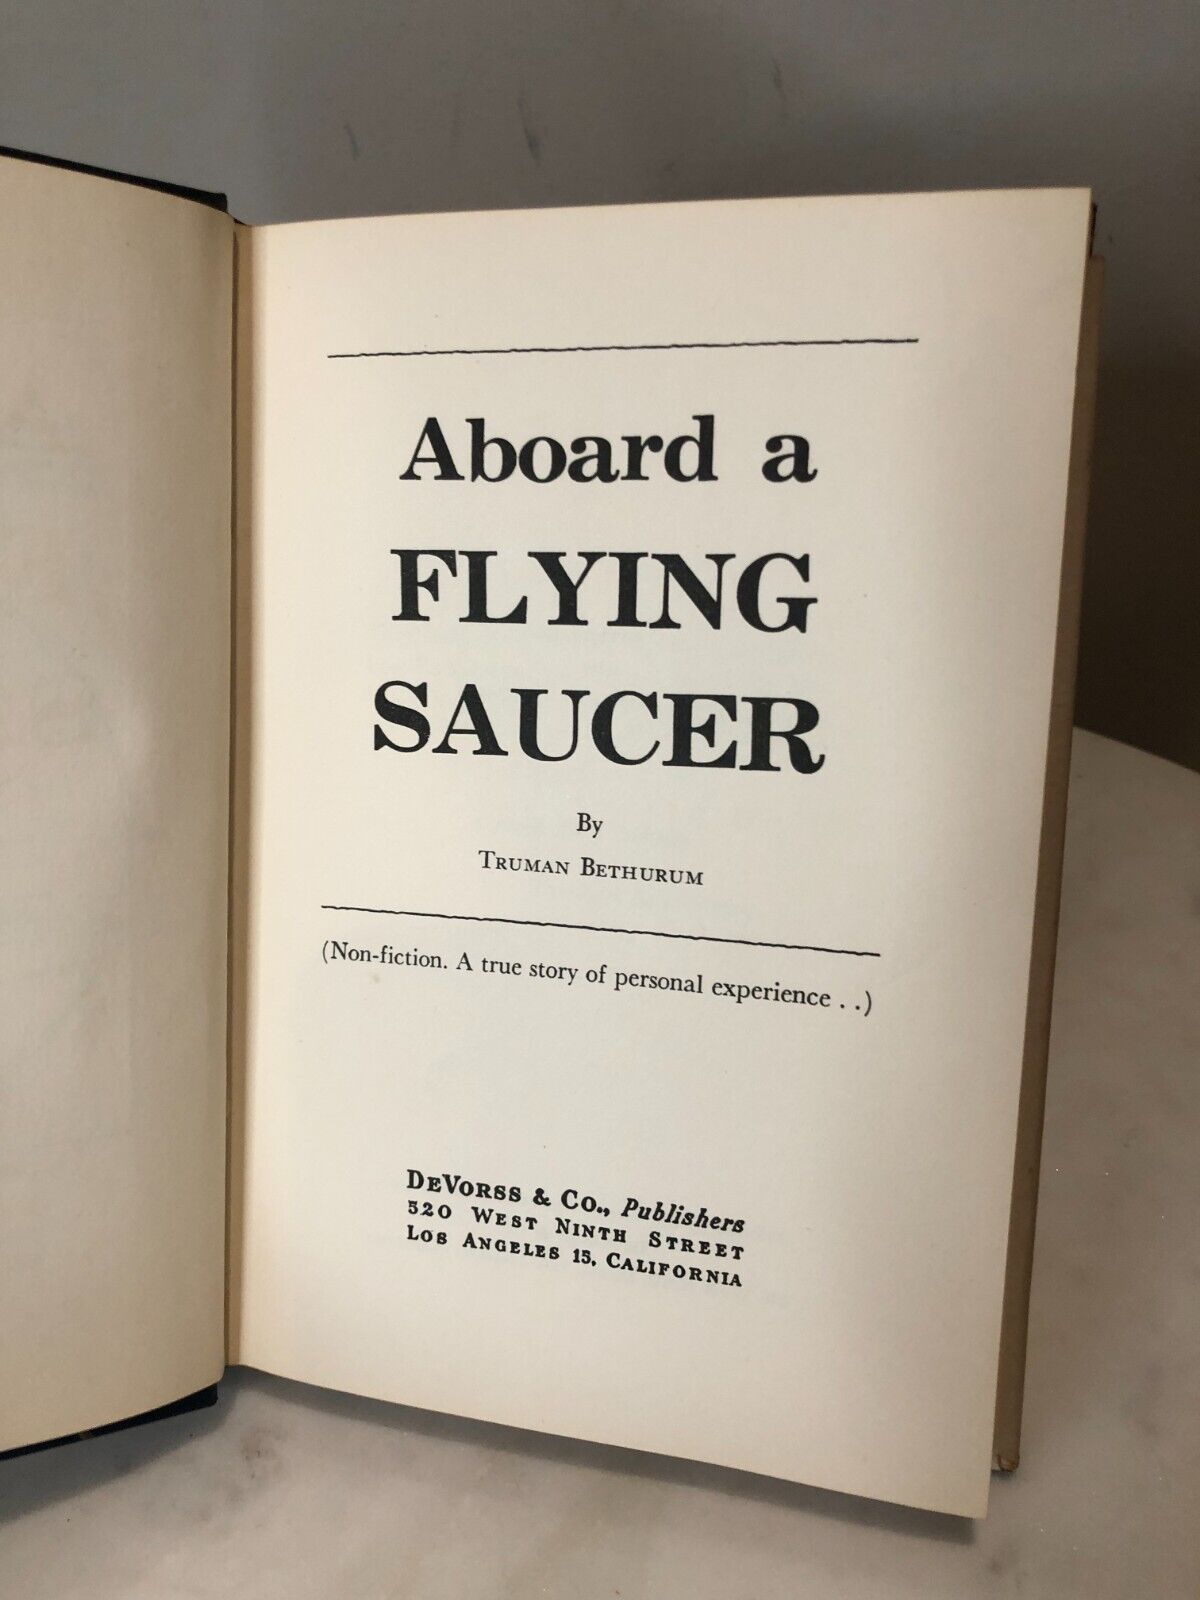 Aboard a
FLYING
SAUCER
By
TRUMAN BETHURUM
(Non-fiction. A true story of personal experience . .)
DEVORSS & CO., Publishers
520 WEST NINTH STREET
LOS ANGELES 15, CALIFORNIA